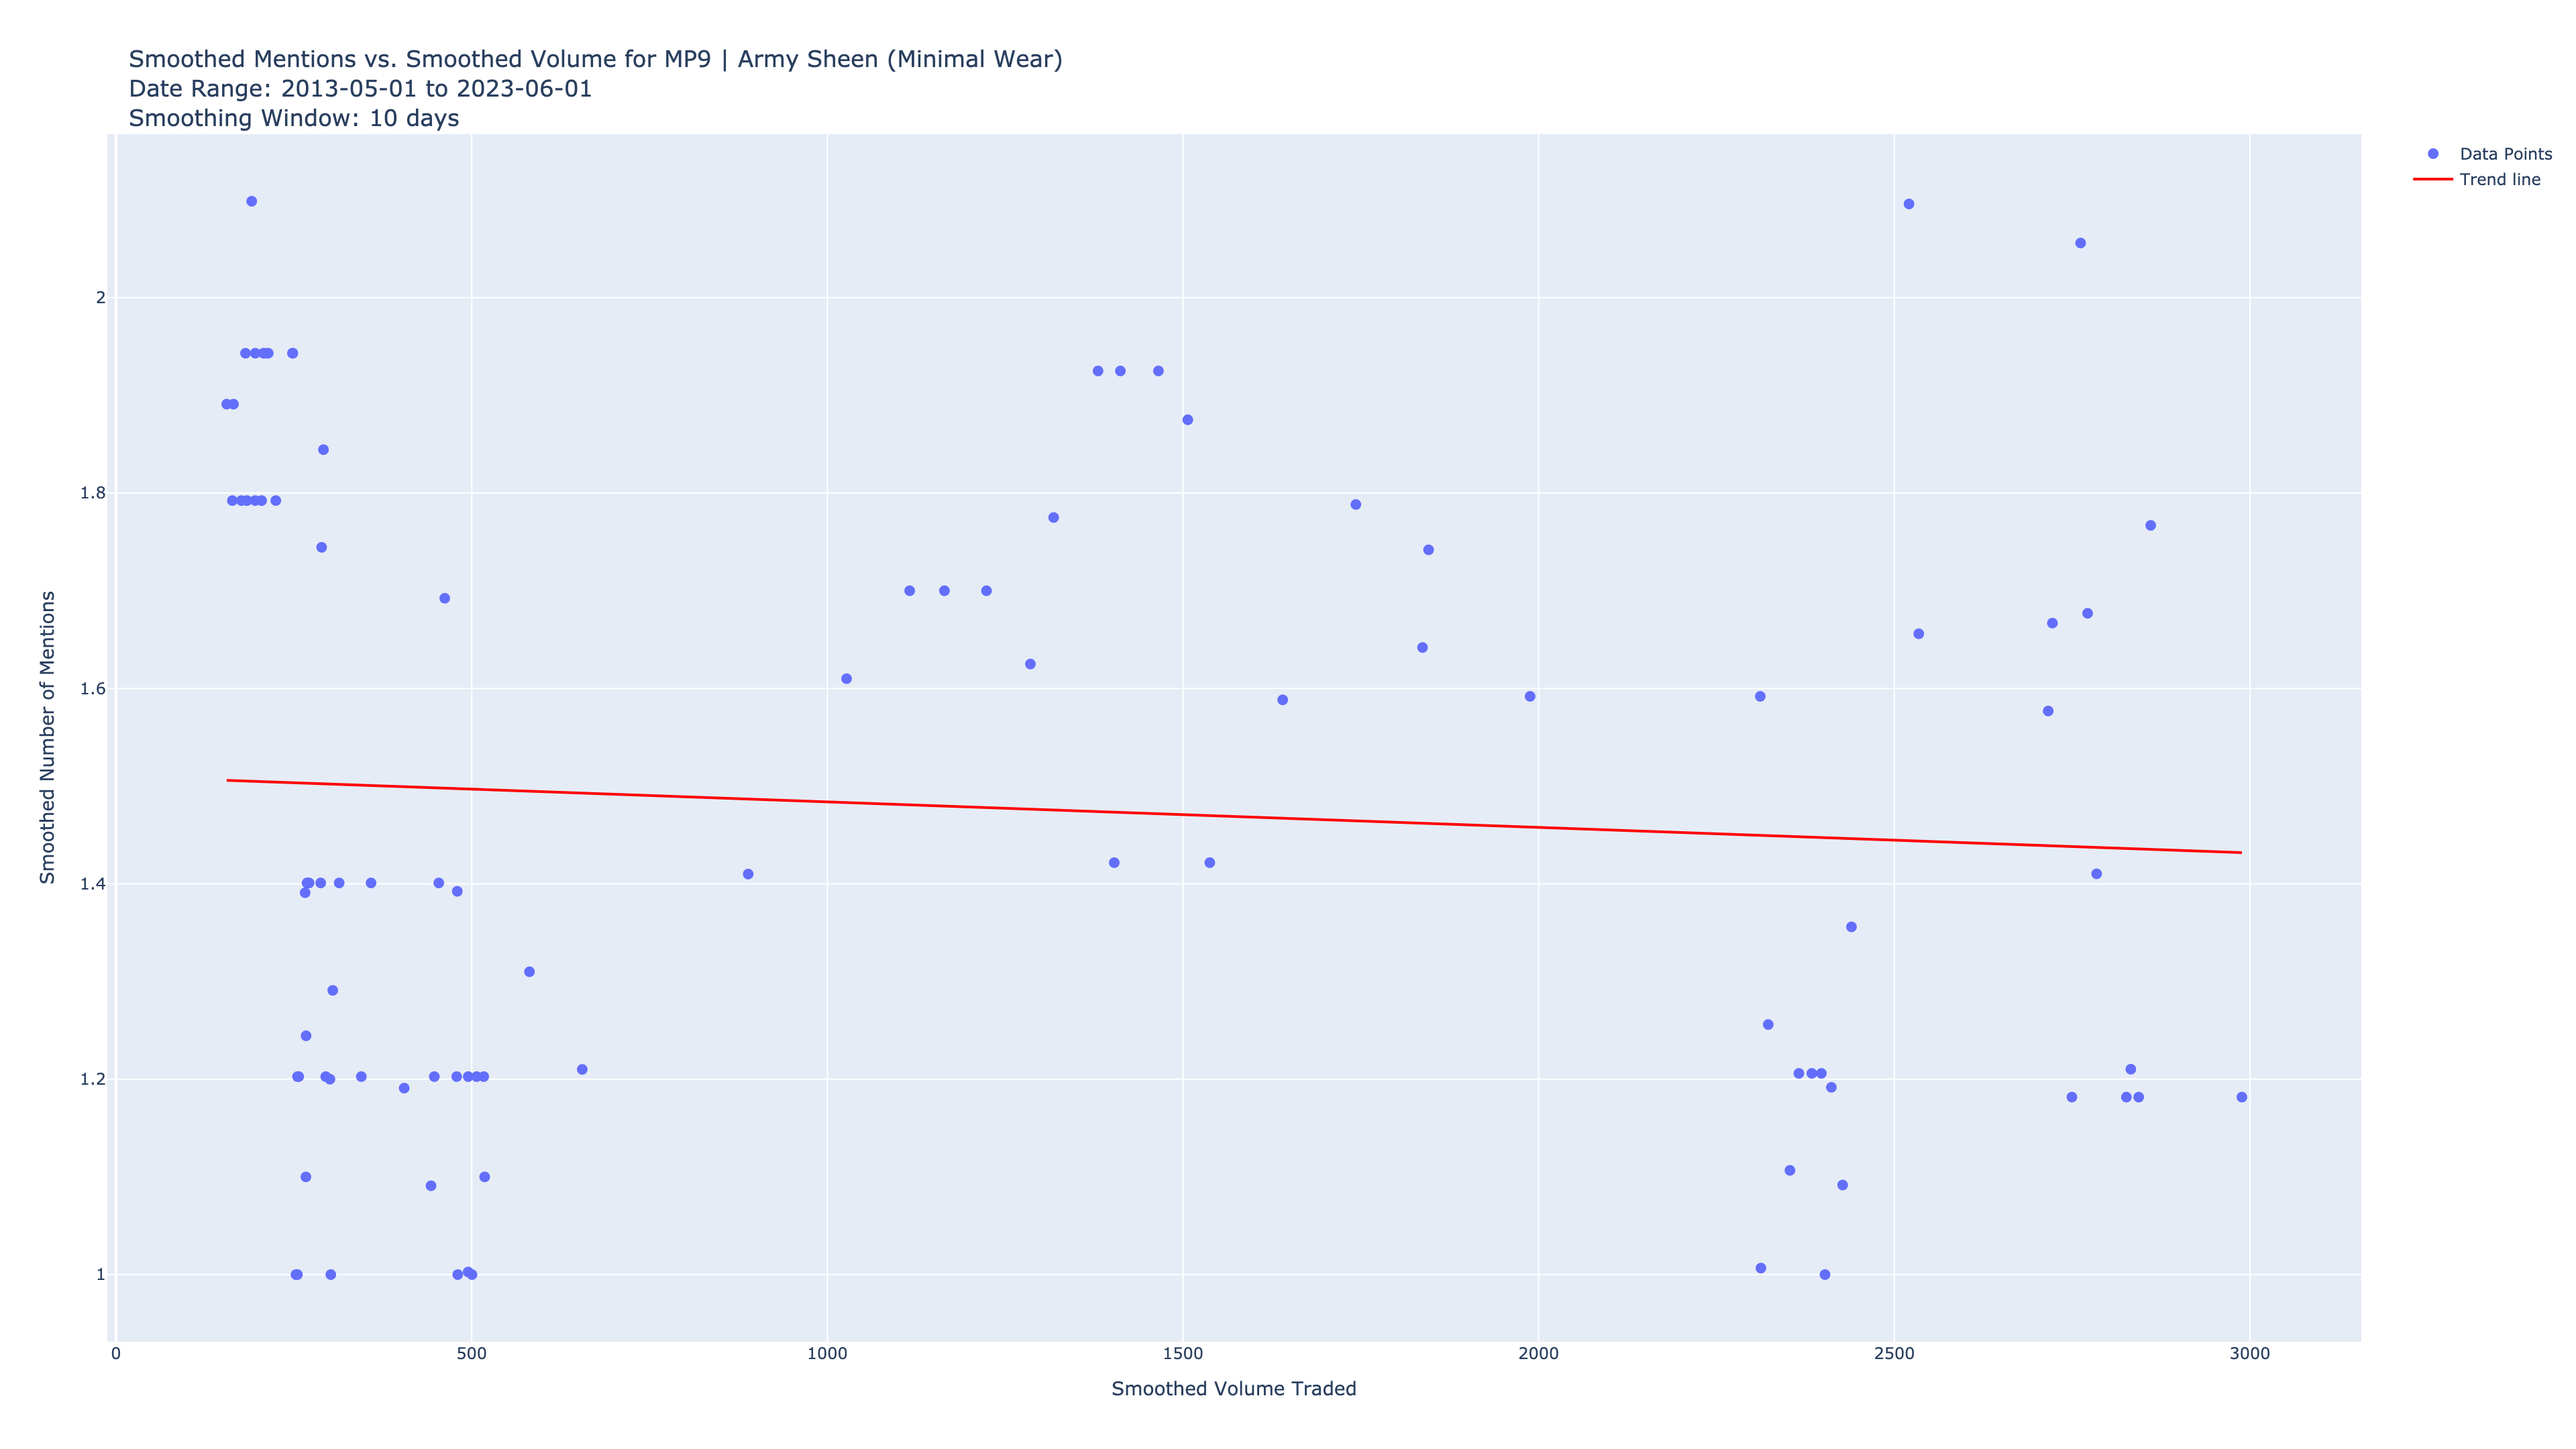 Smoothed Mentions vs. Smoothed Volume for MP9 | Army Sheen (Minimal Wear)
Date Range: 2013-05-01 to 2023-06-01
Smoothing Window: 10 days
Data Points
Trend line
Smoothed Number of Mentions
2
1.8
1.6
1.4
1.2
1
0
500
1000
1500
2000
2500
3000
Smoothed Volume Traded